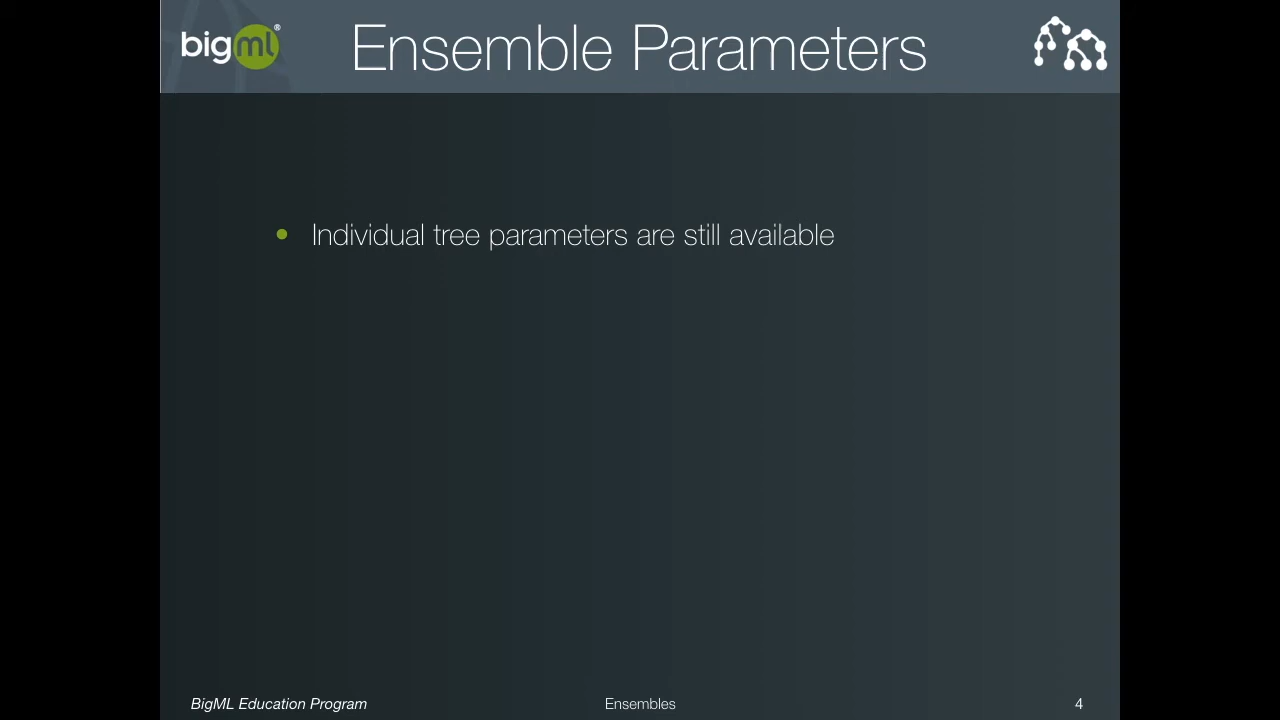 bigml®
Ensemble Parameters
• Individual tree parameters are still available
BigML Education Program
Ensembles
4